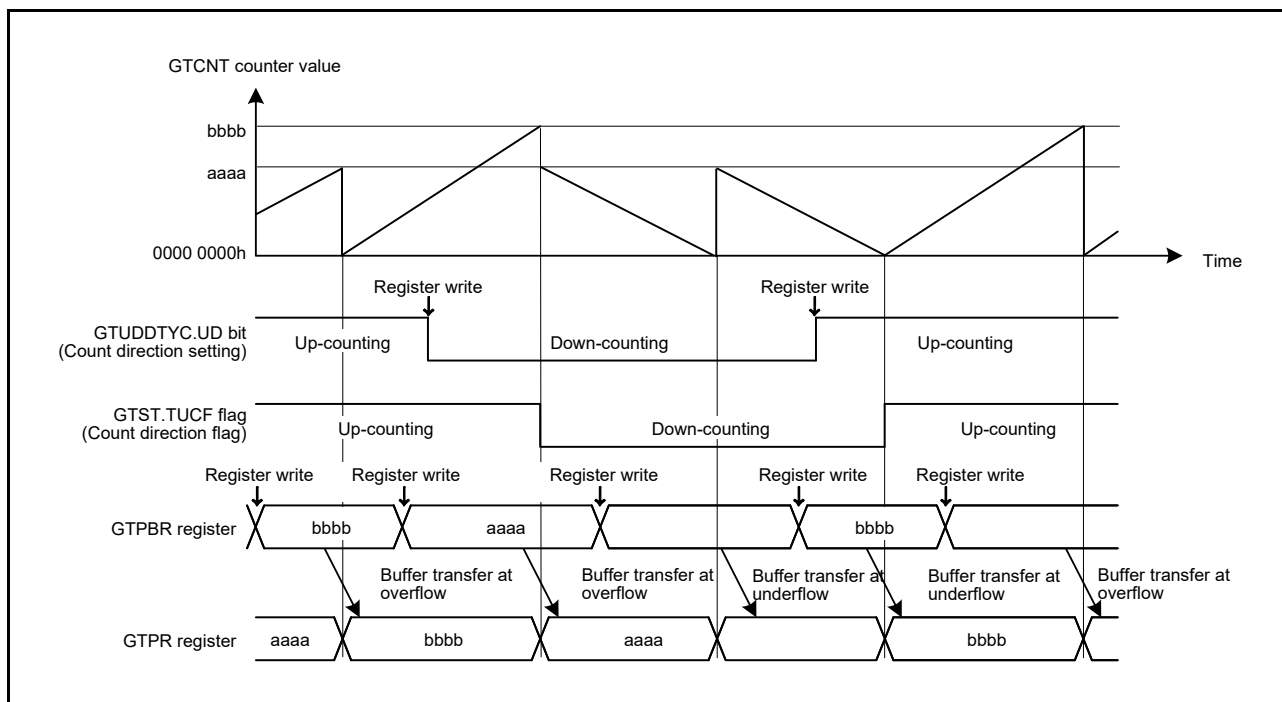 GTCNT counter value
bbbb
aaaa
0000 0000h
Time
Register write
Register write
GTUDDTYC.UD bit
(Count direction setting)
Up-counting
Down-counting
Up-counting
GTST.TUCF flag
(Count direction flag)
Up-counting
Down-counting
Up-counting
Register write
Register write
Register write
Register write
Register write
GTPBR register
bbbb
aaaa
bbbb
Buffer transfer at
overflow
Buffer transfer at
overflow
Buffer transfer at
underflow
Buffer transfer at
underflow
Buffer transfer at
overflow
GTPR register
aaaa
bbbb
aaaa
bbbb